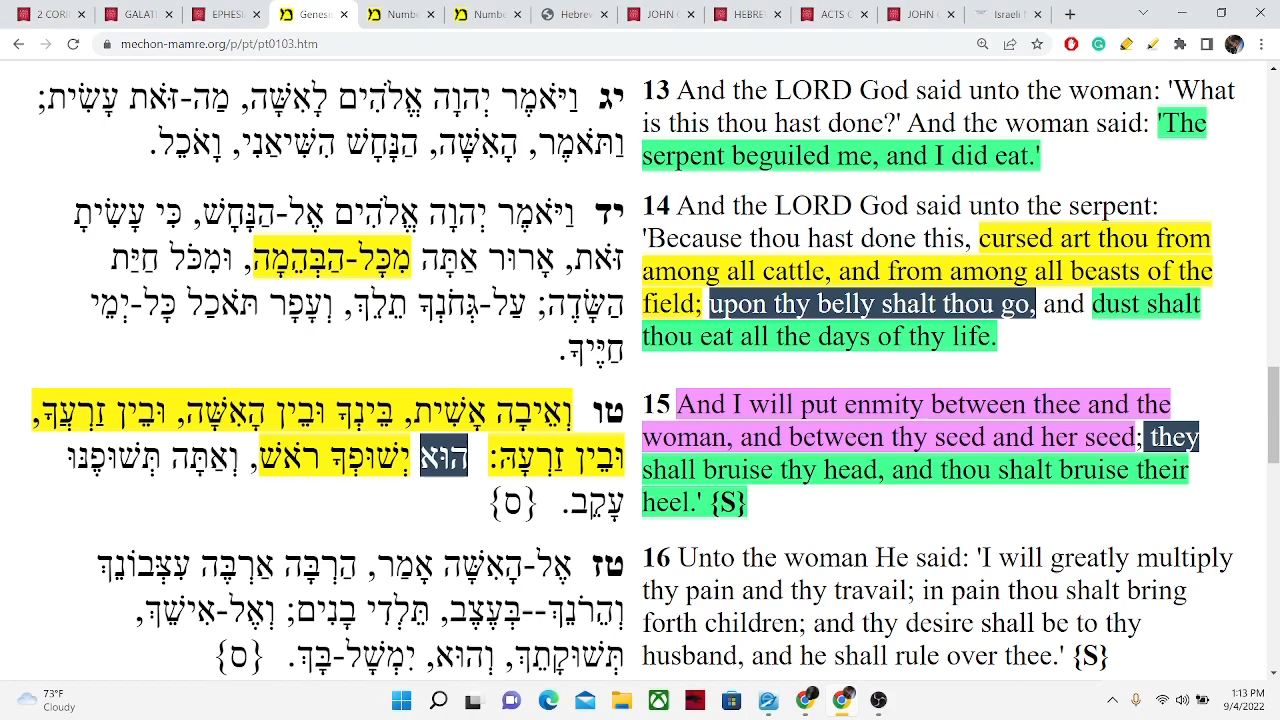 2 CORI
GALATI
EPHESI
Genesi
Numbe
Numbe
Hebrew
JOHN
HEBRE
ACTS C
JOHN
Israeli I
mechon-mamre.org/p/pt/pt0103.htm
יג וַיֹּאמֶר יְהוָה אֱלֹהִים לָאִשָּׁה, מַה-זֹּאת עָשִׂית;
וַתֹּאמֶר, הָאִשָּׁה, הַנָּחָשׁ הִשִּׁיאַנִי, וָאֹכֵל.
13 And the LORD God said unto the woman: 'What
is this thou hast done?' And the woman said: 'The
serpent beguiled me, and I did eat.'
יד וַיֹּאמֶר יְהוָה אֱלֹהִים אֶל-הַנָּחָשׁ, כִּי עָשִׂיתָ
זֹּאת, אָרוּר אַתָּה מִכָּל-הַבְּהֵמָה, וּמִכֹּל חַיַּת
הַשָּׂדֶה; עַל-גְּחֹנְךָ תֵלֵךְ, וְעָפָר תֹּאכַל כָּל-יְמֵי
חַיֶּיךָ.
14 And the LORD God said unto the serpent:
'Because thou hast done this, cursed art thou from
among all cattle, and from among all beasts of the
field; upon thy belly shalt thou go, and dust shalt
thou eat all the days of thy life.
טו וְאֵיבָה אָשִׁית, בֵּינְךָ וּבֵין הָאִשָּׁה, וּבֵין זַרְעֲךָ,
וּבֵין זַרְעָהּ: הוּא יְשׁוּפְךָ רֹאשׁ, וְאַתָּה תְּשׁוּפֶנּוּ
עָקֵב. {ס}
15 And I will put enmity between thee and the
woman, and between thy seed and her seed; they
shall bruise thy head, and thou shalt bruise their
heel.' {S}
טז אֶל-הָאִשָּׁה אָמַר, הַרְבָּה אַרְבֶּה עִצְּבוֹנֵךְ
וְהֵרֹנֵךְ--בְּעֶצֶב, תֵּלְדִי בָנִים; וְאֶל-אִישֵׁךְ,
תְּשׁוּקָתֵךְ, וְהוּא, יִמְשָׁל-בָּךְ. {ס}
16 Unto the woman He said: 'I will greatly multiply
thy pain and thy travail; in pain thou shalt bring
forth children; and thy desire shall be to thy
husband, and he shall rule over thee.' {S}
73°F
Cloudy
1:13 PM
9/4/2022